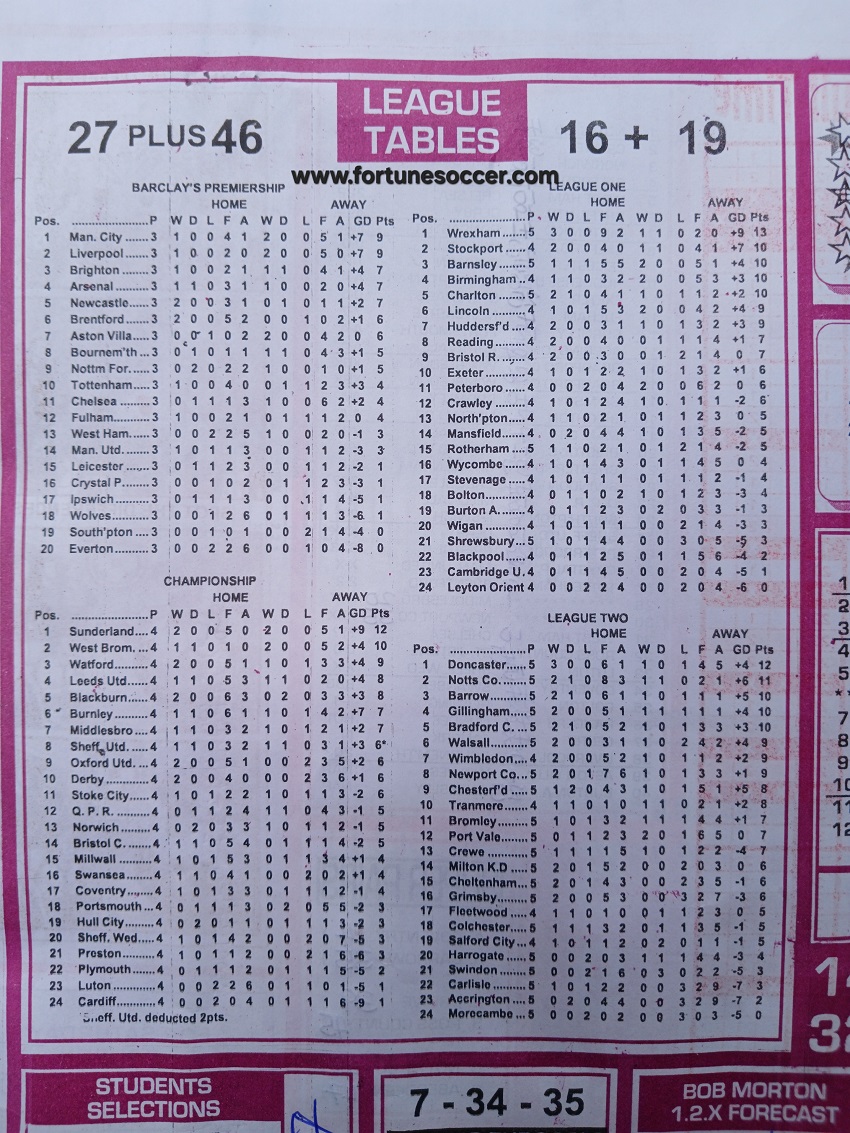 LEAGUE
TABLES
27 PLUS 46
16 + 19
www.fortunesoccer.com
BARCLAY'S PREMIERSHIP
HOME AWAY
Pos. ........................ P W D L F A W D L F A GD Pts
1 Man. City ....... 3 1 0 0 4 1 2 0 0 5 1 +7 9
2 Liverpool ....... 3 1 0 0 2 0 2 0 0 5 0 +7 9
3 Brighton ........ 3 1 0 0 2 1 1 1 0 4 1 +4 7
4 Arsenal ......... 3 1 1 0 3 1 1 0 0 2 0 +4 7
5 Newcastle...... 3 2 0 0 3 1 0 1 0 1 1 +2 7
6 Brentford ....... 3 2 0 0 5 2 0 0 1 0 2 +1 6
7 Aston Villa..... 3 0 0 1 0 2 2 0 0 4 2 0 6
8 Bournem'th ... 3 0 1 0 1 1 1 1 0 4 3 +1 5
9 Nottm For...... 3 0 2 0 2 2 1 0 0 1 0 +1 5
10 Tottenham...... 3 1 0 0 4 0 0 1 1 2 3 +3 4
11 Chelsea ......... 3 0 1 1 1 3 1 0 0 6 2 +2 4
12 Fulham........... 3 1 0 0 2 1 0 1 1 1 2 0 4
13 West Ham...... 3 0 0 2 2 5 1 0 0 2 0 -1 3
14 Man. Utd........ 3 1 0 1 1 3 0 0 1 1 2 -3 3
15 Leicester ....... 3 0 1 1 2 3 0 0 1 1 2 -2 1
16 Crystal P........ 3 0 0 1 0 2 0 1 1 2 3 -3 1
17 Ipswich .......... 3 0 1 1 1 3 0 0 1 1 4 -5 1
18 Wolves........... 3 0 0 1 2 6 0 1 1 1 3 -6 1
19 South'pton .... 3 0 0 1 0 1 0 0 2 1 4 -4 0
20 Everton.......... 3 0 0 2 2 6 0 0 1 0 4 -8 0
CHAMPIONSHIP
HOME AWAY
Pos. ........................ P W D L F A W D L F A GD Pts
1 Sunderland.... 4 2 0 0 5 0 2 0 0 5 1 +9 12
2 West Brom. ... 4 1 1 0 1 0 2 0 0 5 2 +4 10
3 Watford.......... 4 2 0 0 5 1 1 0 1 3 3 +4 9
4 Leeds Utd...... 4 1 1 0 5 3 1 1 0 2 0 +4 8
5 Blackburn...... 4 2 0 0 6 3 0 2 0 3 3 +3 8
6 Burnley ......... 4 1 1 0 6 1 1 0 1 4 2 +7 7
7 Middlesbro .... 4 1 1 0 3 2 1 0 1 2 1 +2 7
8 Sheff. Utd. ..... 4 1 1 0 3 2 1 1 0 3 1 +3 6*
9 Oxford Utd. ... 4 2 0 0 5 1 0 0 2 3 5 +2 6
10 Derby ............ 4 2 0 0 4 0 0 0 2 3 6 +1 6
11 Stoke City...... 4 1 0 1 2 2 1 0 1 1 3 -2 6
12 Q. P. R. .......... 4 0 1 1 2 4 1 1 0 4 3 -1 5
13 Norwich ......... 4 0 2 0 3 3 1 0 1 1 2 -1 5
14 Bristol C. ....... 4 1 1 0 5 4 0 1 1 1 4 -2 5
15 Millwall .......... 4 1 0 1 5 3 0 1 1 3 4 +1 4
16 Swansea........ 4 1 1 0 4 1 0 0 2 0 2 +1 4
17 Coventry........ 4 1 0 1 3 3 0 1 1 1 2 -1 4
18 Portsmouth... 4 0 1 1 1 3 0 2 0 5 5 -2 3
19 Hull City......... 4 0 2 0 1 1 0 1 1 1 3 -2 3
20 Sheff. Wed..... 4 1 0 1 4 2 0 0 2 0 7 -5 3
21 Preston.......... 4 1 0 1 2 2 0 0 2 1 6 -6 3
22 Plymouth ...... 4 0 1 1 1 2 0 1 1 1 5 -5 2
23 Luton............. 4 0 0 2 2 6 0 1 1 0 1 -5 1
24 Cardiff............ 4 0 0 2 0 4 0 1 1 1 6 -9 1
Sheff. Utd. deducted 2pts.
LEAGUE ONE
HOME AWAY
Pos. ........................ P W D L F A W D L F A GD Pts
1 Wrexham ....... 5 3 0 0 9 2 1 1 0 2 0 +9 13
2 Stockport ...... 4 2 0 0 4 0 1 1 0 4 1 +7 10
3 Barnsley ........ 5 1 1 1 5 5 2 0 0 5 1 +4 10
4 Birmingham .. 4 1 1 0 3 2 2 0 0 5 3 +3 10
5 Charlton ......... 5 2 1 0 4 1 1 0 1 1 2 +2 10
6 Lincoln .......... 4 1 0 1 5 3 2 0 0 4 2 +4 9
7 Huddersf'd .... 4 2 0 0 3 1 1 0 1 3 2 +3 9
8 Reading ......... 4 2 0 0 4 0 0 1 1 1 4 +1 7
9 Bristol R........ 4 2 0 0 3 0 0 1 2 1 4 0 7
10 Exeter ............ 4 1 0 1 2 2 1 0 1 3 2 +1 6
11 Peterboro ...... 4 0 0 2 0 4 2 0 0 6 2 0 6
12 Crawley ......... 4 1 0 1 2 4 1 0 1 1 1 -2 6
13 North'pton..... 4 1 1 0 2 1 0 1 1 2 3 0 5
14 Mansfield....... 4 0 2 0 4 4 1 0 1 3 5 -2 5
15 Rotherham .... 5 1 1 0 2 1 0 1 2 1 4 -2 5
16 Wycombe ...... 4 1 0 1 4 3 0 1 1 4 5 0 4
17 Stevenage ..... 4 1 0 1 1 1 0 1 1 1 2 -1 4
18 Bolton............ 4 0 1 1 0 2 1 0 1 2 3 -3 4
19 Burton A........ 4 0 1 1 2 3 0 2 0 3 3 -1 3
20 Wigan ............ 4 1 0 1 1 1 0 0 2 1 4 -3 3
21 Shrewsbury... 5 1 0 1 4 4 0 0 3 0 5 -5 3
22 Blackpool ...... 4 0 1 1 2 5 0 1 1 5 6 -4 2
23 Cambridge U. 4 0 1 1 4 5 0 0 2 0 4 -5 1
24 Leyton Orient 4 0 0 2 2 4 0 0 2 0 4 -6 0
LEAGUE TWO
HOME AWAY
Pos. ........................ P W D L F A W D L F A GD Pts
1 Doncaster...... 5 3 0 0 6 1 1 0 1 4 5 +4 12
2 Notts Co........ 5 2 1 0 8 3 1 1 0 2 1 +6 11
3 Barrow........... 5 2 1 0 6 1 1 0 1 1 1 +5 10
4 Gillingham..... 5 2 0 0 5 1 1 1 1 1 1 +4 10
5 Bradford C. ... 5 2 1 0 5 2 1 0 1 3 3 +3 10
6 Walsall........... 5 2 0 0 3 1 1 0 2 4 2 +4 9
7 Wimbledon.... 4 2 0 0 5 2 1 0 1 1 2 +2 9
8 Newport Co... 5 2 0 1 7 6 1 0 1 3 3 +1 9
9 Chesterf'd ..... 5 1 2 0 4 3 1 0 1 5 1 +5 8
10 Tranmere ...... 4 1 1 0 1 0 1 1 0 2 1 +2 8
11 Bromley......... 5 1 0 1 3 2 1 1 1 4 4 +1 7
12 Port Vale........ 5 0 1 1 2 3 2 0 1 6 5 0 7
13 Crewe ............ 5 1 1 1 1 5 1 0 1 2 2 -4 7
14 Milton K.D ..... 5 2 0 1 5 2 0 0 2 0 3 0 6
15 Cheltenham... 5 2 0 1 4 3 0 0 2 3 5 -1 6
16 Grimsby......... 5 2 0 0 5 3 0 0 3 2 7 -3 6
17 Fleetwood ..... 4 1 1 0 1 0 0 1 1 2 3 0 5
18 Colchester..... 5 1 1 1 3 2 0 1 1 3 5 -1 5
19 Salford City... 4 1 0 1 1 2 0 2 0 1 1 -1 5
20 Harrogate ...... 5 0 0 2 0 3 1 1 1 4 4 -3 4
21 Swindon ........ 5 0 0 2 1 6 0 3 0 2 2 -5 3
22 Carlisle .......... 5 1 0 1 2 2 0 0 3 2 9 -7 3
23 Accrington .... 5 0 2 0 4 4 0 0 3 2 9 -7 2
24 Morecambe ... 5 0 0 2 0 2 0 0 3 0 3 -5 0
STUDENTS
SELECTIONS
7 - 34 - 35
BOB MORTON
1.2.X FORECAST